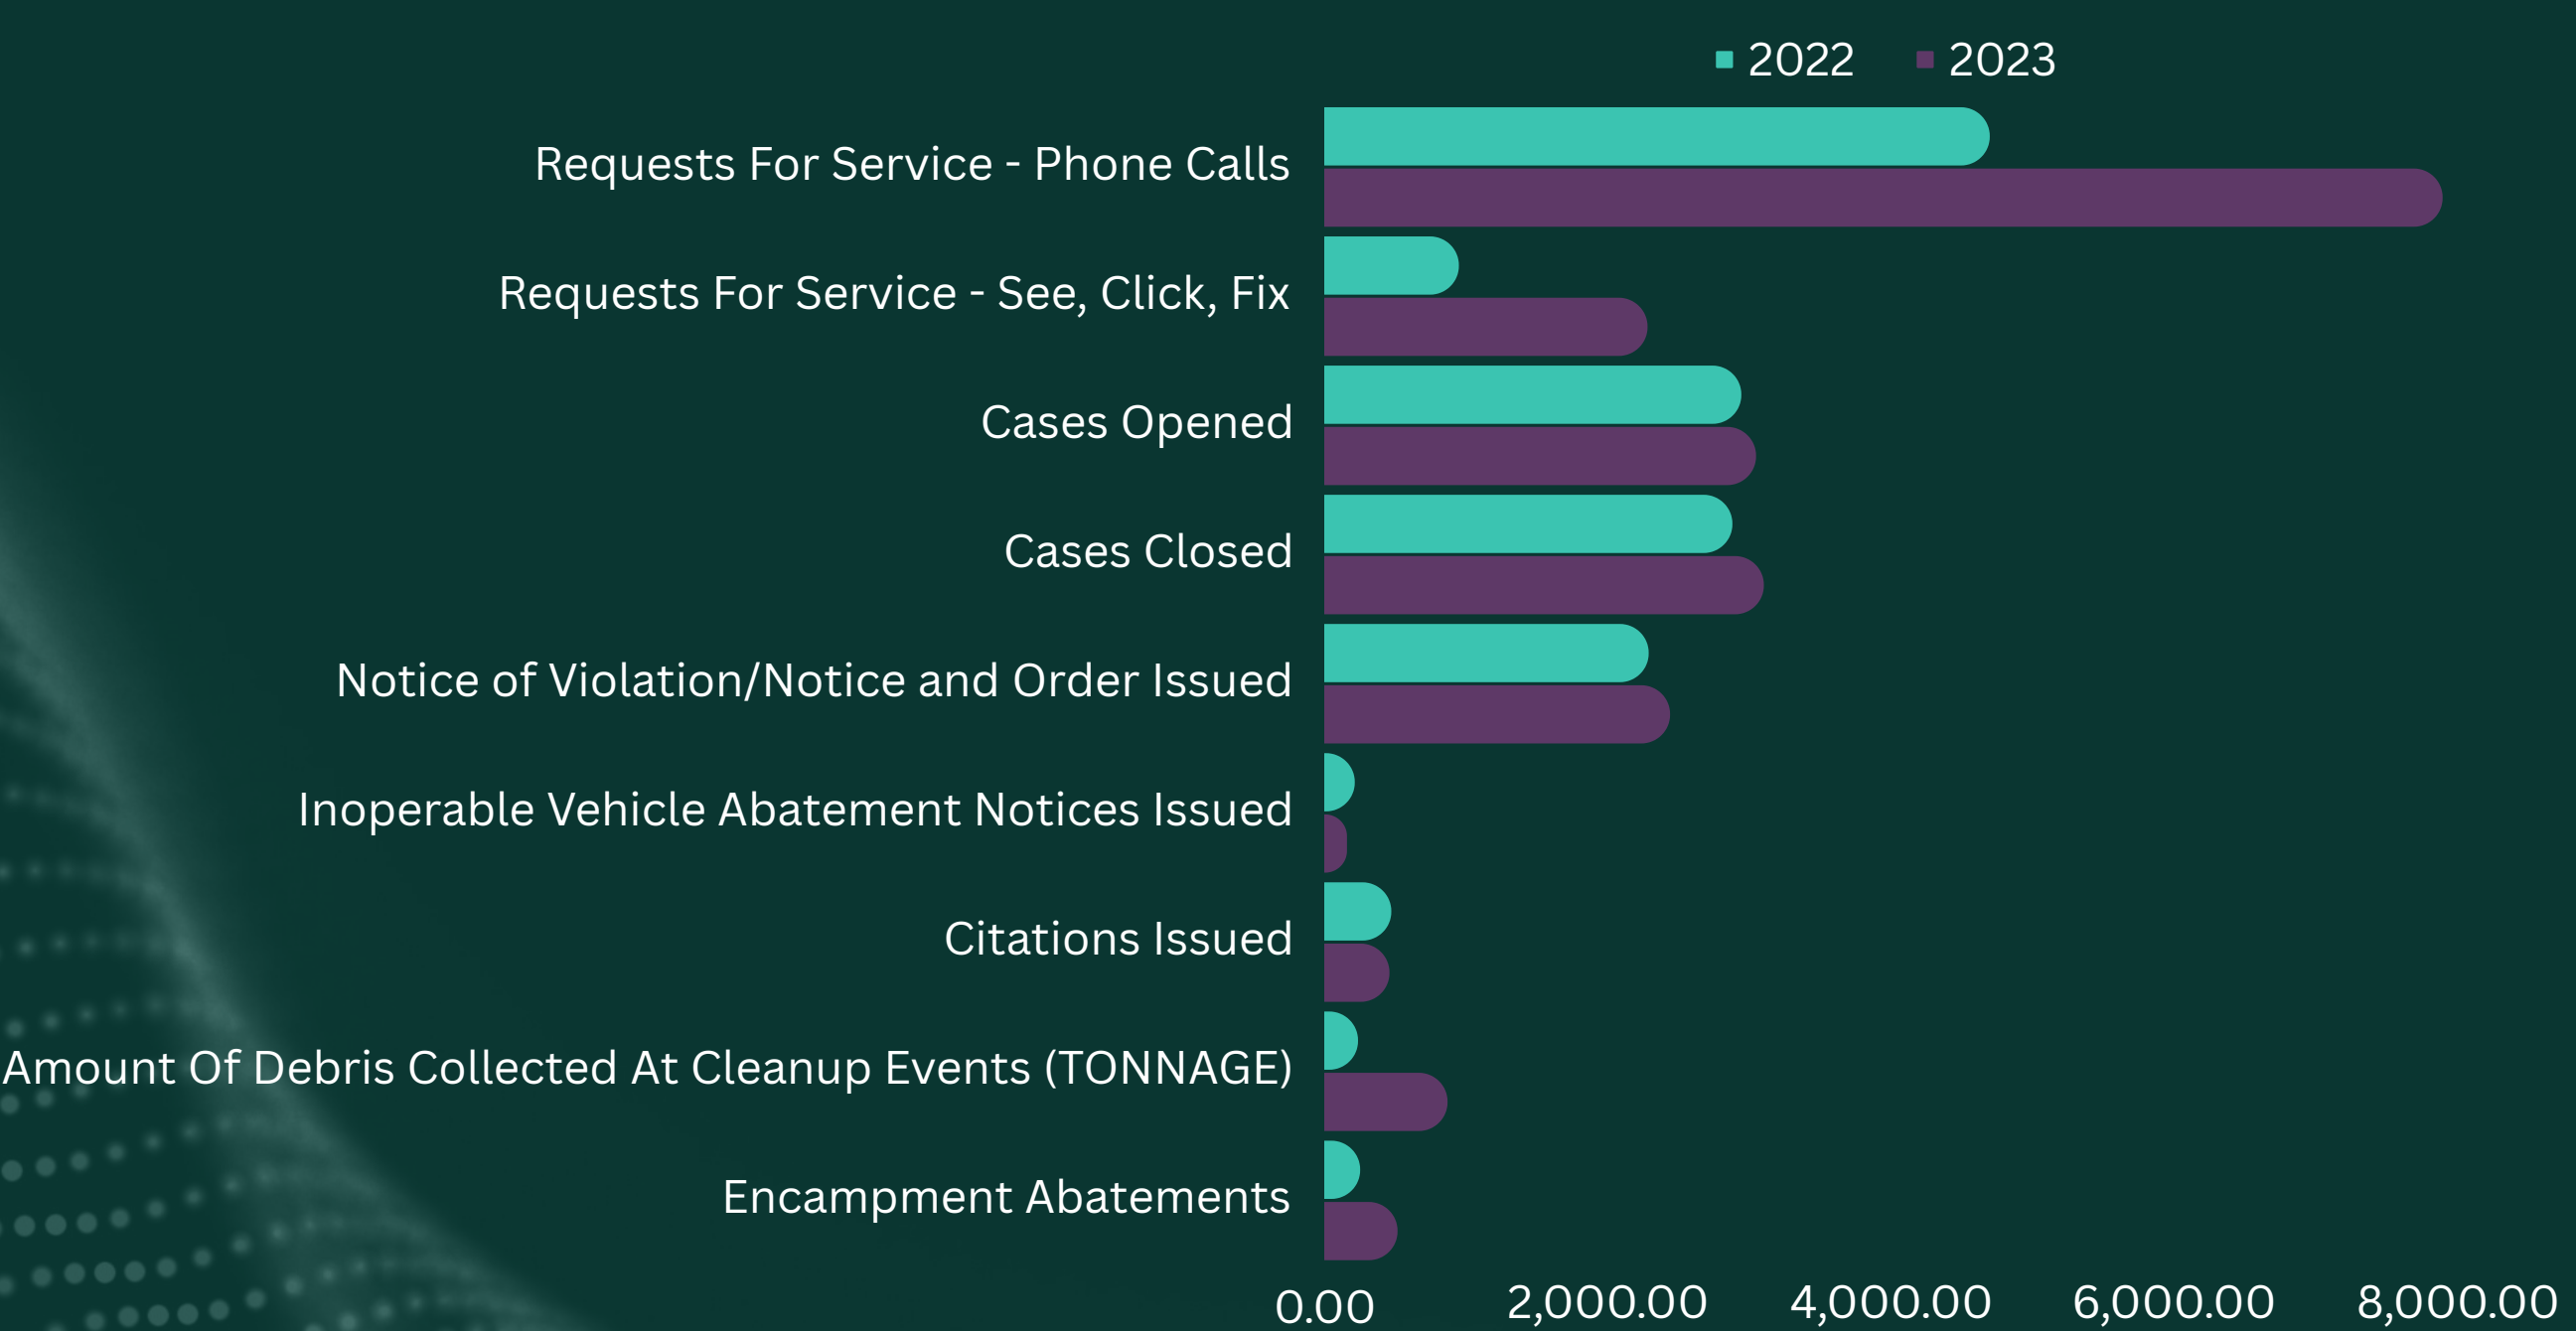 2022 2023
Requests For Service - Phone Calls
Requests For Service - See, Click, Fix
Cases Opened
Cases Closed
Notice of Violation/Notice and Order Issued
Inoperable Vehicle Abatement Notices Issued
Citations Issued
Amount Of Debris Collected At Cleanup Events (TONNAGE)
Encampment Abatements
0.00 2,000.00 4,000.00 6,000.00 8,000.00